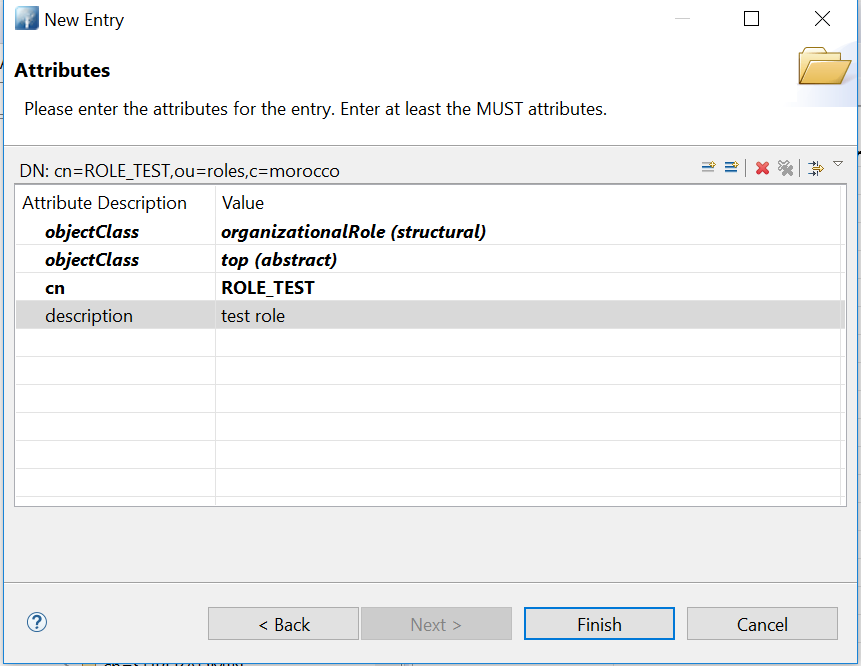 New Entry
Attributes
Please enter the attributes for the entry. Enter at least the MUST attributes.
DN: cn=ROLE_TEST,ou=roles,c=morocco
Attribute Description Value
objectClass organizationalRole (structural)
objectClass top (abstract)
cn ROLE_TEST
description test role
? < Back Next > Finish Cancel